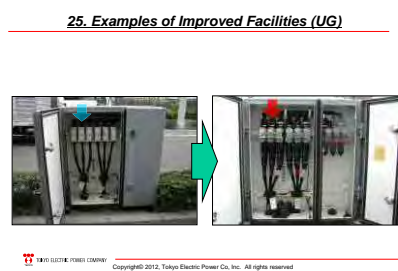 25. Examples of Improved Facilities (UG)
TOKYO ELECTRIC POWER COMPANY
Copyright© 2012, Tokyo Electric Power Co, Inc. All rights reserved